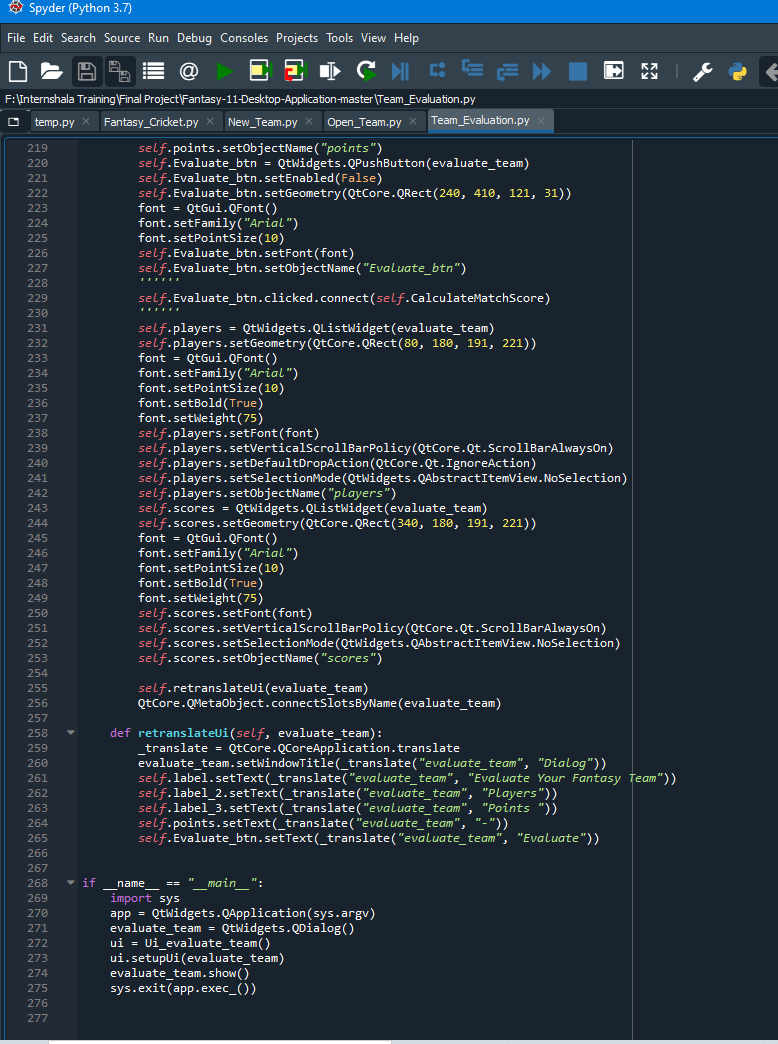 Spyder (Python 3.7)
File Edit Search Source Run Debug Consoles Projects Tools View Help
F:\Internshala Training\Final Project\Fantasy-11-Desktop-Application-master\Team_Evaluation.py
temp.py Fantasy_Cricket.py New_Team.py Open_Team.py Team_Evaluation.py
219 self.points.setObjectName("points")
220 self.Evaluate_btn = QtWidgets.QPushButton(evaluate_team)
221 self.Evaluate_btn.setEnabled(False)
222 self.Evaluate_btn.setGeometry(QtCore.QRect(240, 410, 121, 31))
223 font = QtGui.QFont()
224 font.setFamily("Arial")
225 font.setPointSize(10)
226 self.Evaluate_btn.setFont(font)
227 self.Evaluate_btn.setObjectName("Evaluate_btn")
228 ''''''
229 self.Evaluate_btn.clicked.connect(self.CalculateMatchScore)
230 ''''''
231 self.players = QtWidgets.QListWidget(evaluate_team)
232 self.players.setGeometry(QtCore.QRect(80, 180, 191, 221))
233 font = QtGui.QFont()
234 font.setFamily("Arial")
235 font.setPointSize(10)
236 font.setBold(True)
237 font.setWeight(75)
238 self.players.setFont(font)
239 self.players.setVerticalScrollBarPolicy(QtCore.Qt.ScrollBarAlwaysOn)
240 self.players.setDefaultDropAction(QtCore.Qt.IgnoreAction)
241 self.players.setSelectionMode(QtWidgets.QAbstractItemView.NoSelection)
242 self.players.setObjectName("players")
243 self.scores = QtWidgets.QListWidget(evaluate_team)
244 self.scores.setGeometry(QtCore.QRect(340, 180, 191, 221))
245 font = QtGui.QFont()
246 font.setFamily("Arial")
247 font.setPointSize(10)
248 font.setBold(True)
249 font.setWeight(75)
250 self.scores.setFont(font)
251 self.scores.setVerticalScrollBarPolicy(QtCore.Qt.ScrollBarAlwaysOn)
252 self.scores.setSelectionMode(QtWidgets.QAbstractItemView.NoSelection)
253 self.scores.setObjectName("scores")
254
255 self.retranslateUi(evaluate_team)
256 QtCore.QMetaObject.connectSlotsByName(evaluate_team)
257
258 def retranslateUi(self, evaluate_team):
259 _translate = QtCore.QCoreApplication.translate
260 evaluate_team.setWindowTitle(_translate("evaluate_team", "Dialog"))
261 self.label.setText(_translate("evaluate_team", "Evaluate Your Fantasy Team"))
262 self.label_2.setText(_translate("evaluate_team", "Players"))
263 self.label_3.setText(_translate("evaluate_team", "Points "))
264 self.points.setText(_translate("evaluate_team", "-"))
265 self.Evaluate_btn.setText(_translate("evaluate_team", "Evaluate"))
266
267
268 if __name__ == "__main__":
269 import sys
270 app = QtWidgets.QApplication(sys.argv)
271 evaluate_team = QtWidgets.QDialog()
272 ui = Ui_evaluate_team()
273 ui.setupUi(evaluate_team)
274 evaluate_team.show()
275 sys.exit(app.exec_())
276
277